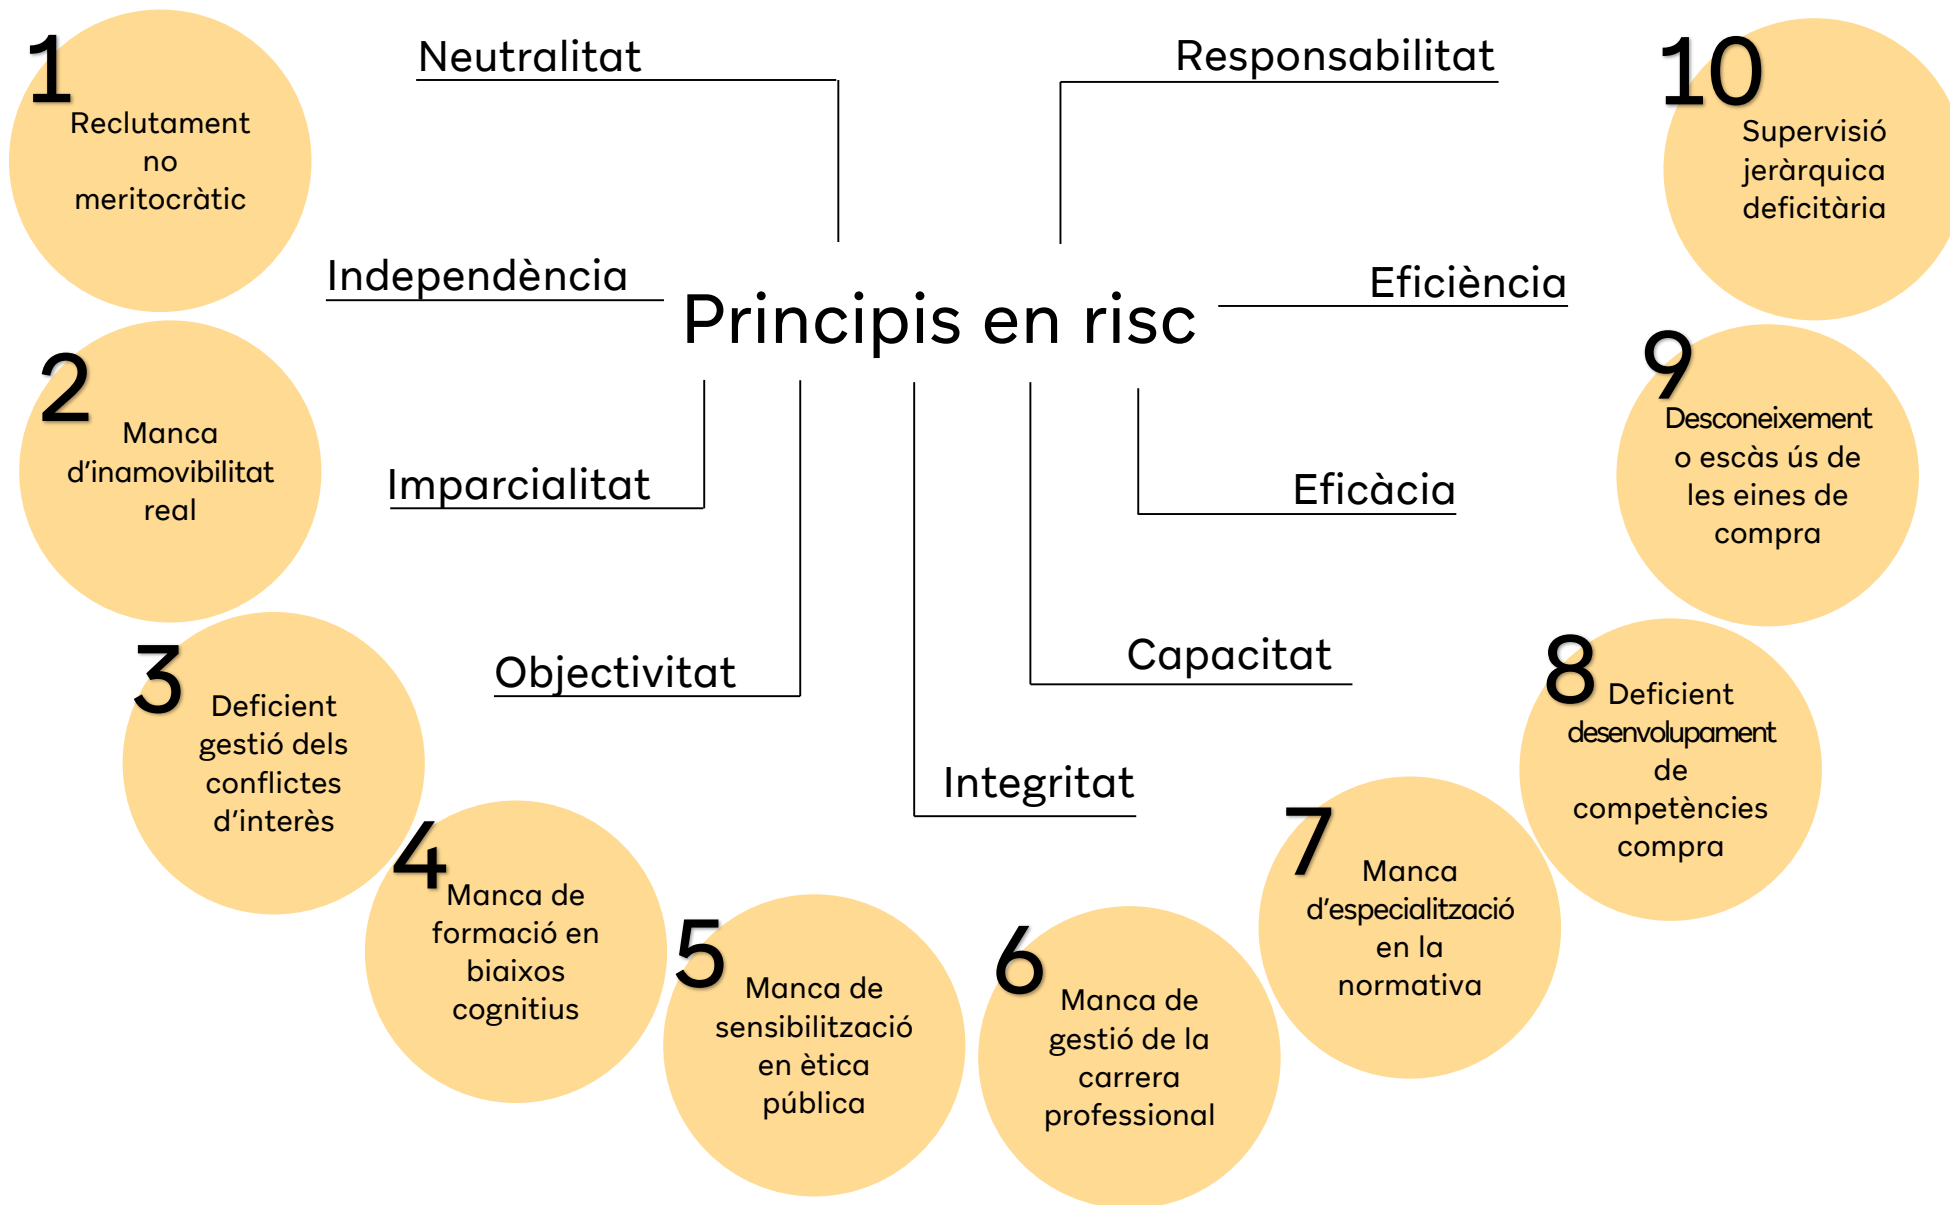 Principis en risc
Neutralitat
Independència
Imparcialitat
Objectivitat
Integritat
Capacitat
Eficàcia
Eficiència
Responsabilitat
1
Reclutament
no
meritocràtic
2
Manca
d'inamovibilitat
real
3
Deficient
gestió dels
conflictes
d'interès
4
Manca de
formació en
biaixos
cognitius
5
Manca de
sensibilització
en ètica
pública
6
Manca de
gestió de la
carrera
professional
7
Manca
d'especialització
en la
normativa
8
Deficient
desenvolupament
de
competències
compra
9
Desconeixement
o escàs ús de
les eines de
compra
10
Supervisió
jeràrquica
deficitària